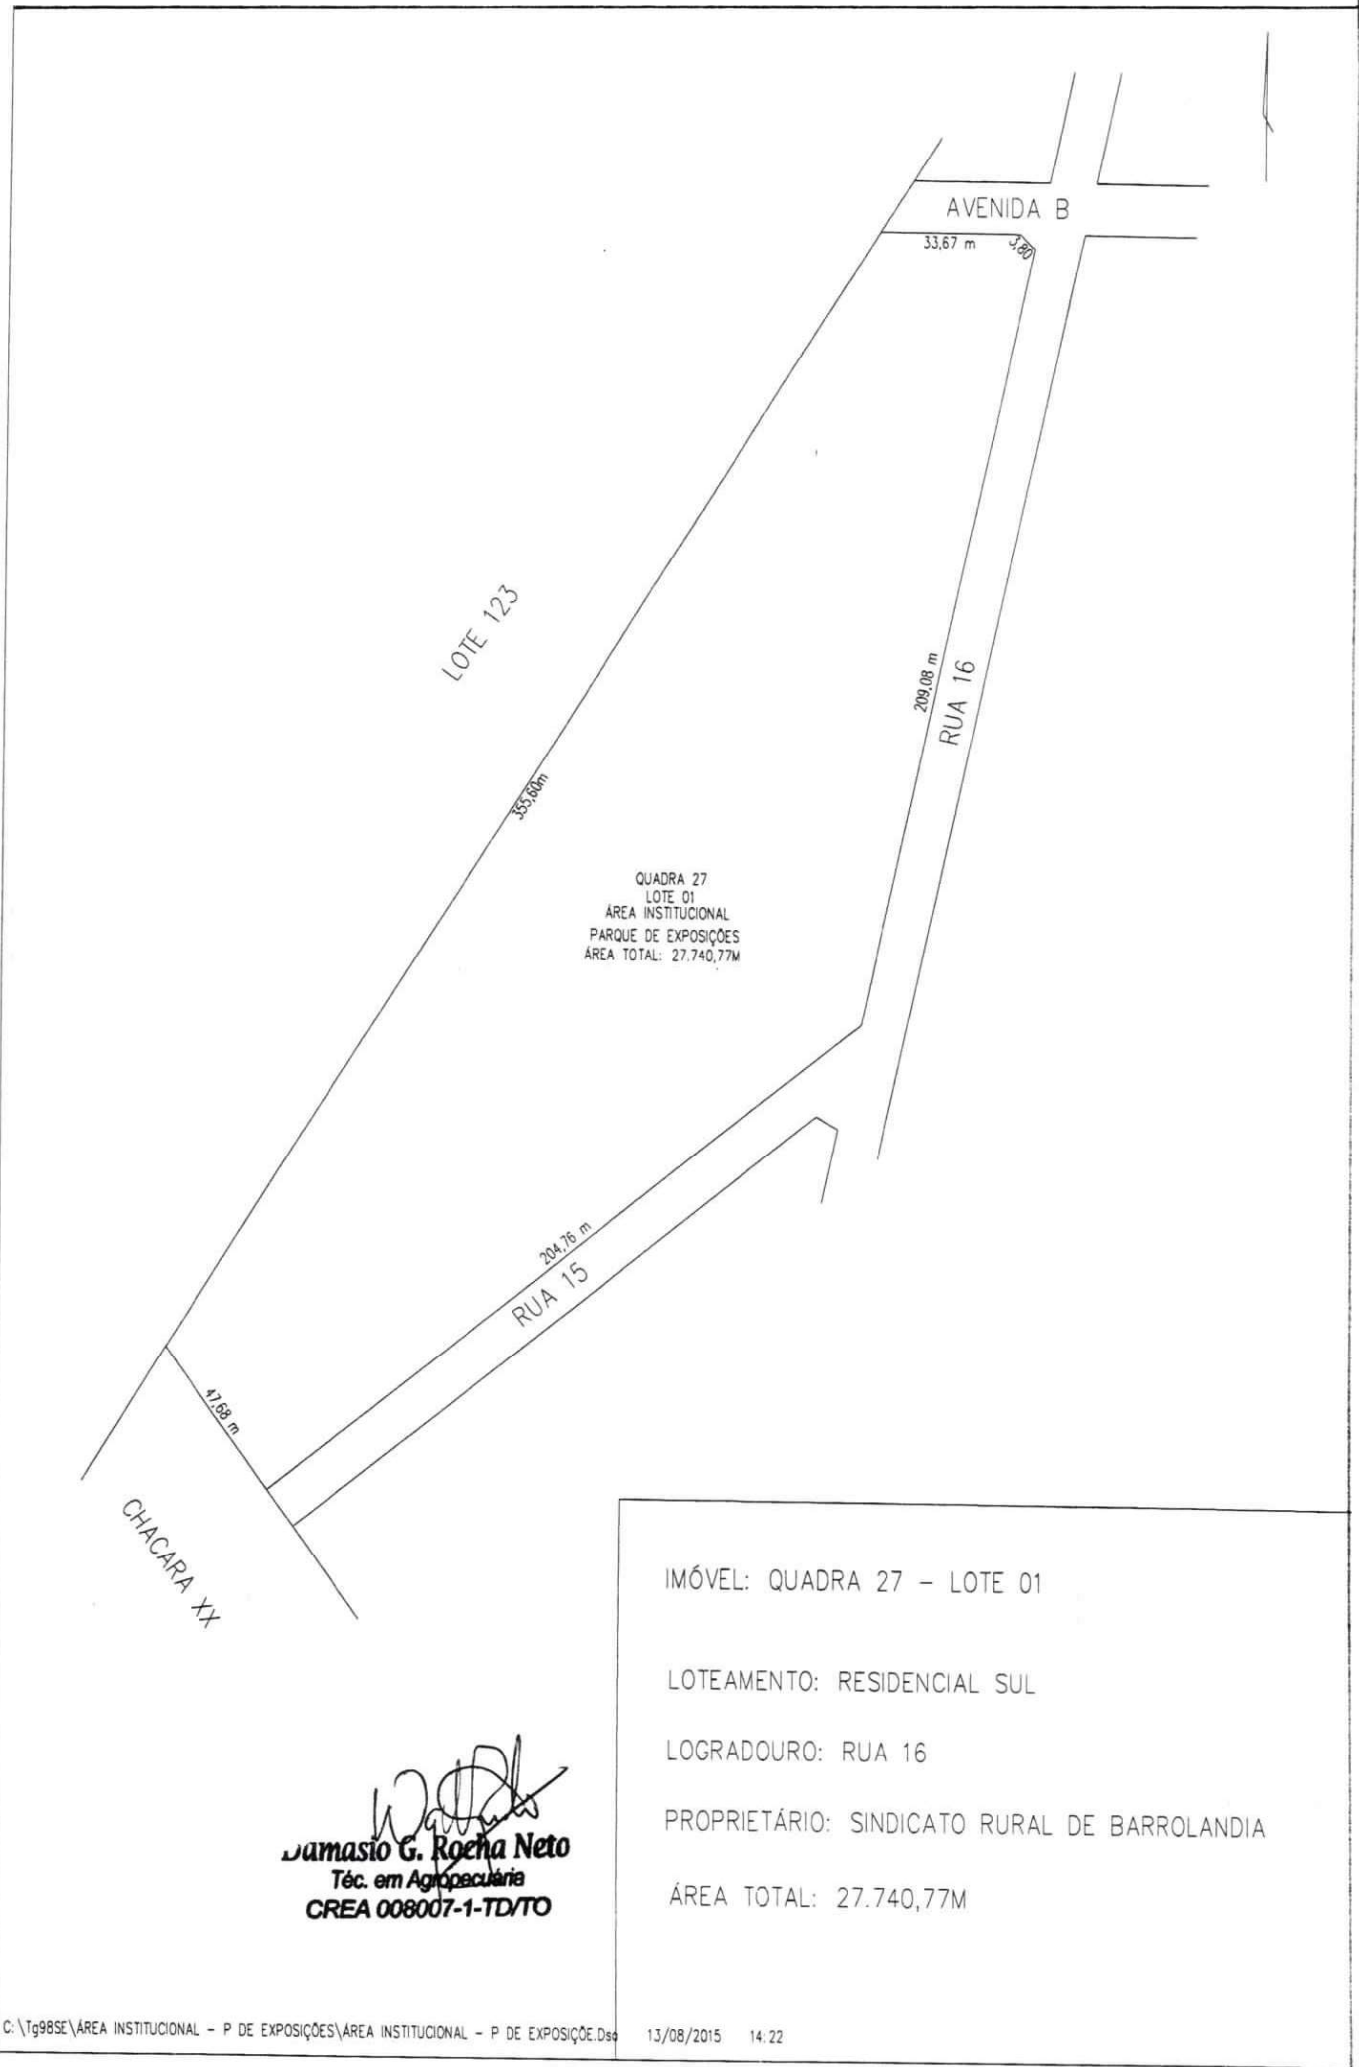 AVENIDA B
33,67 m
3,80
LOTE 123
209,08 m
RUA 16
355,60m
QUADRA 27
LOTE 01
ÁREA INSTITUCIONAL
PARQUE DE EXPOSIÇÕES
ÁREA TOTAL: 27.740,77M
204,76 m
RUA 15
47,68 m
CHACARA XX
IMÓVEL: QUADRA 27 - LOTE 01
LOTEAMENTO: RESIDENCIAL SUL
LOGRADOURO: RUA 16
PROPRIETÁRIO: SINDICATO RURAL DE BARROLANDIA
ÁREA TOTAL: 27.740,77M
Damasio G. Rocha Neto
Téc. em Agropecuária
CREA 008007-1-TD/TO
C:\Tg98SE\ÁREA INSTITUCIONAL - P DE EXPOSIÇÕES\ÁREA INSTITUCIONAL - P DE EXPOSIÇÕE.Dsg 13/08/2015 14:22